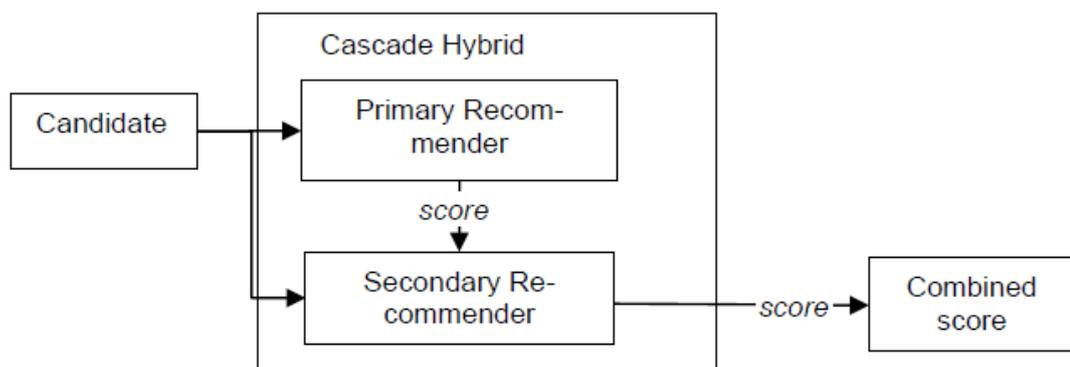 Cascade Hybrid
Candidate
Primary Recom-
mender
score
Secondary Re-
commender
score
Combined
score